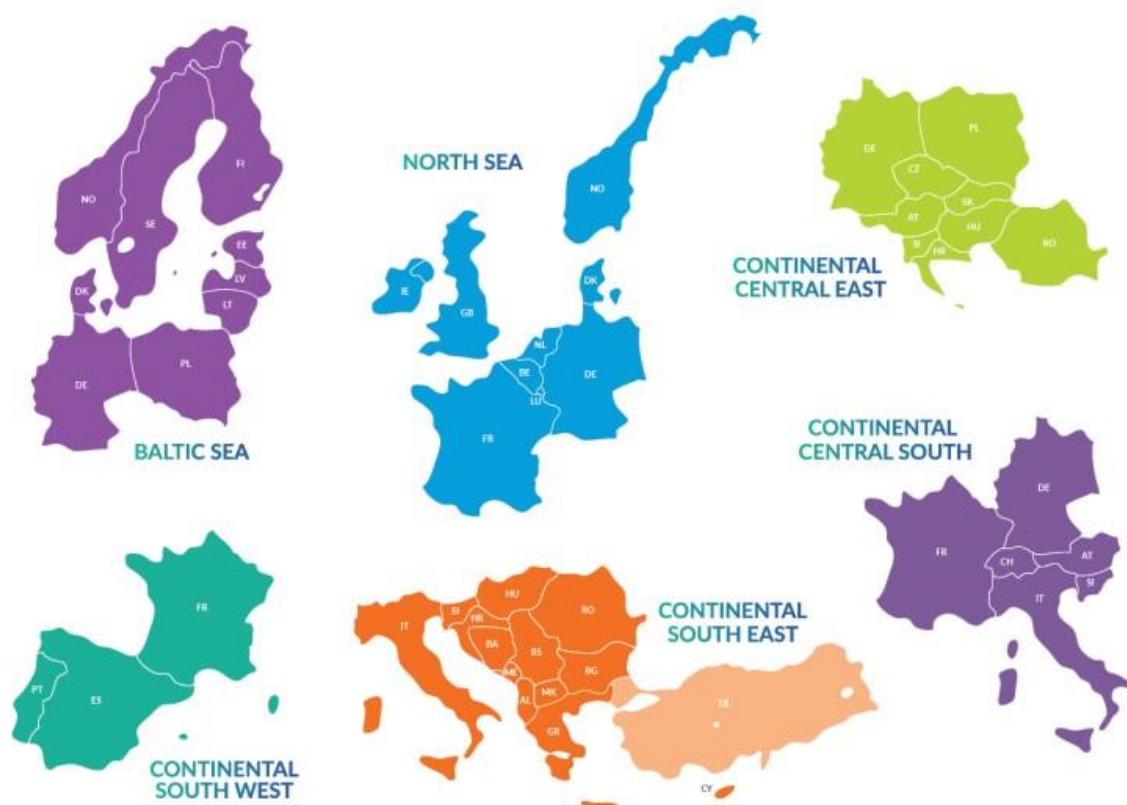 FI
NO
SE
EE
LV
DK
LT
PL
DE
BALTIC SEA
NORTH SEA
NO
IE
GB
DK
NL
BE
DE
LU
FR
DE
PL
CZ
SK
AT
HU
SI
HR
RO
CONTINENTAL
CENTRAL EAST
CONTINENTAL
CENTRAL SOUTH
DE
FR
CH
AT
SI
IT
FR
PT
ES
CONTINENTAL
SOUTH WEST
HU
IT
SI
HR
RO
BA
RS
ME
BG
AL
MK
GR
TR
CY
CONTINENTAL
SOUTH EAST